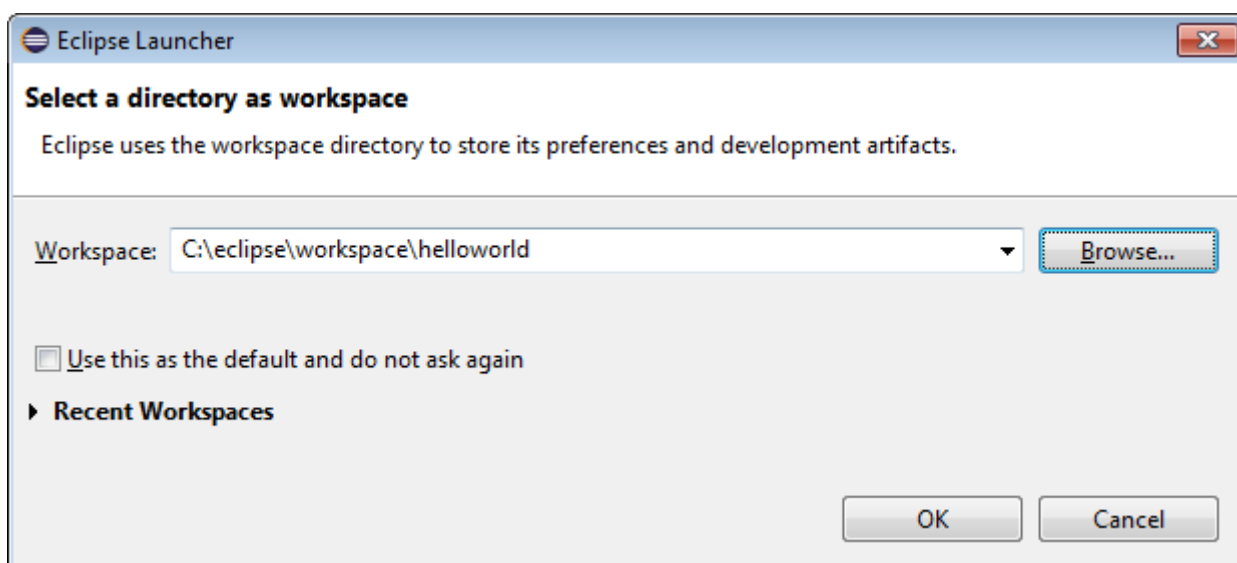 Eclipse Launcher
Select a directory as workspace
Eclipse uses the workspace directory to store its preferences and development artifacts.
Workspace: C:\eclipse\workspace\helloworld Browse...
Use this as the default and do not ask again
Recent Workspaces
OK Cancel